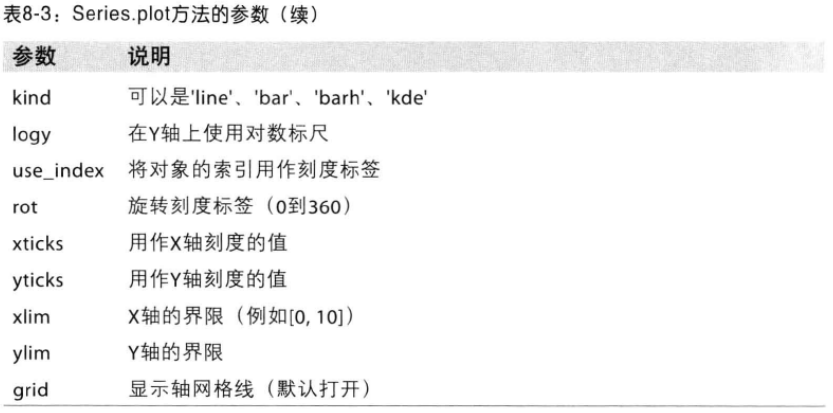 表8-3：Series.plot方法的参数（续）
参数 说明
kind 可以是'line'、'bar'、'barh'、'kde'
logy 在Y轴上使用对数标尺
use_index 将对象的索引用作刻度标签
rot 旋转刻度标签（0到360）
xticks 用作X轴刻度的值
yticks 用作Y轴刻度的值
xlim X轴的界限（例如[0, 10]）
ylim Y轴的界限
grid 显示轴网格线（默认打开）